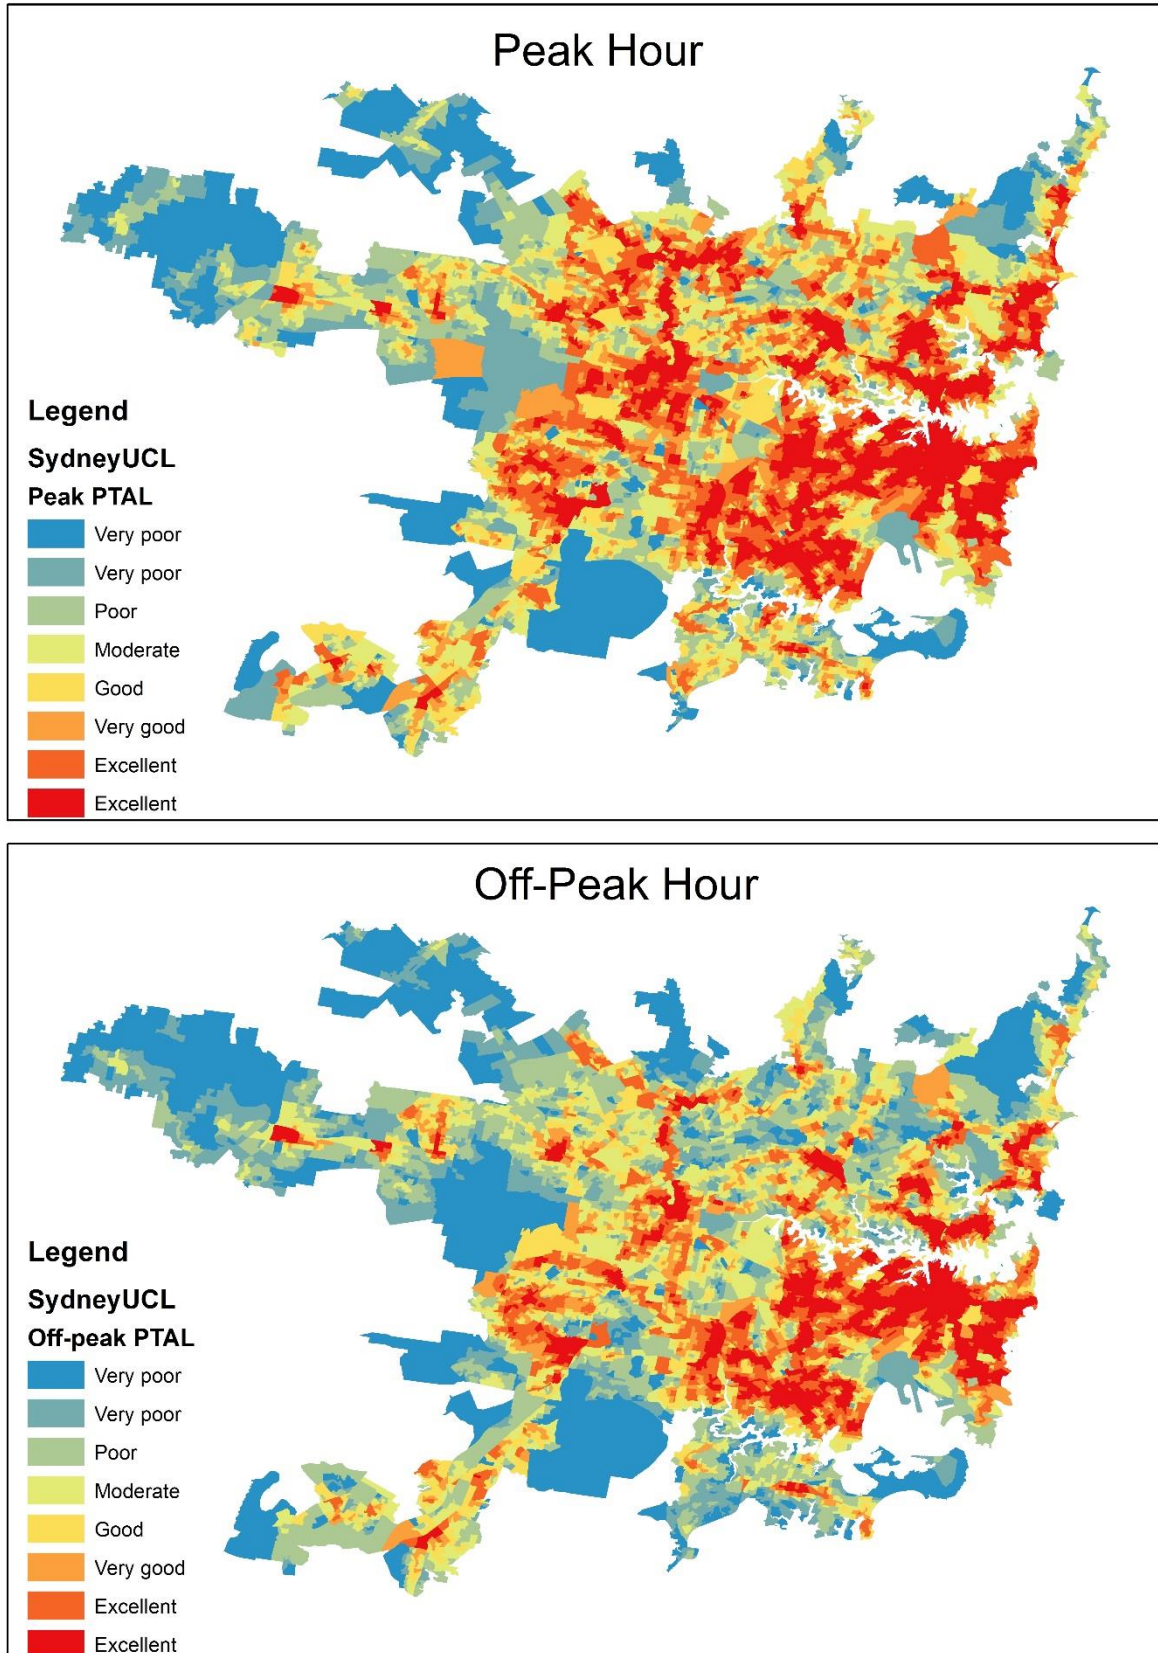 Peak Hour
Legend
SydneyUCL
Peak PTAL
Very poor
Very poor
Poor
Moderate
Good
Very good
Excellent
Excellent
Off-Peak Hour
Legend
SydneyUCL
Off-peak PTAL
Very poor
Very poor
Poor
Moderate
Good
Very good
Excellent
Excellent